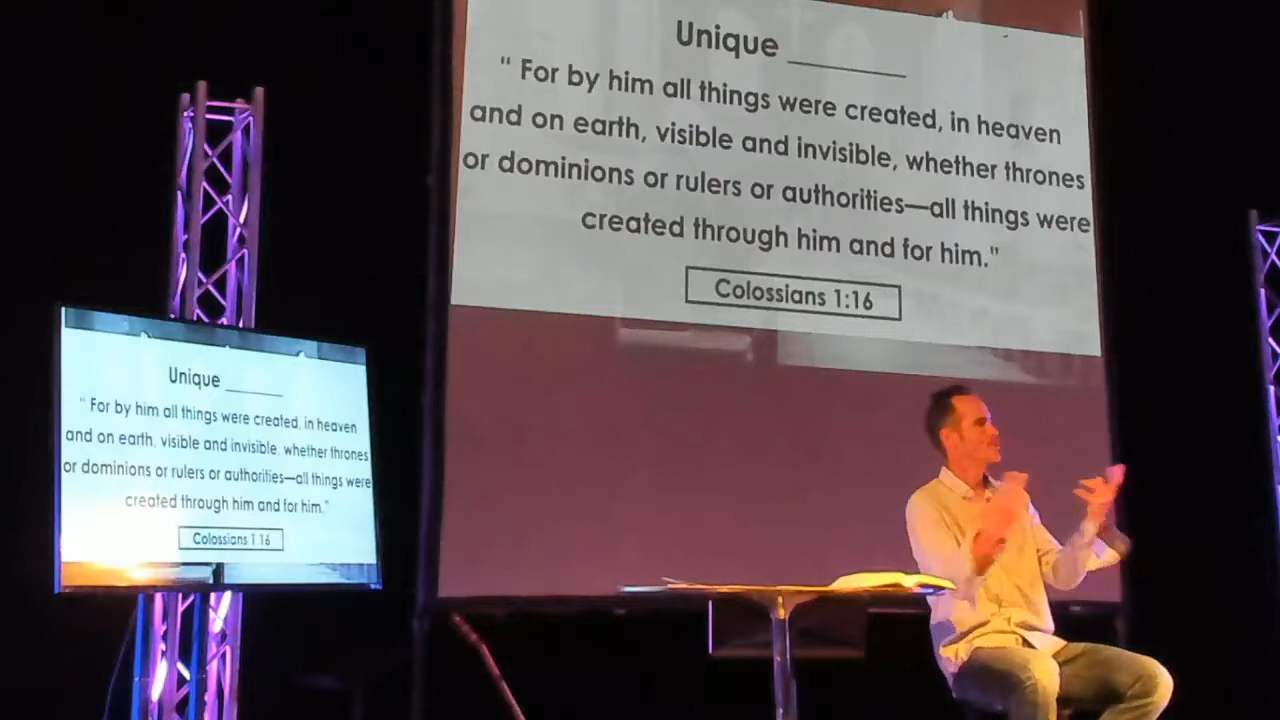 Unique ______
" For by him all things were created, in heaven
and on earth, visible and invisible, whether thrones
or dominions or rulers or authorities—all things were
created through him and for him."
Colossians 1:16
Unique ______
" For by him all things were created, in heaven
and on earth, visible and invisible, whether thrones
or dominions or rulers or authorities—all things were
created through him and for him."
Colossians 1:16